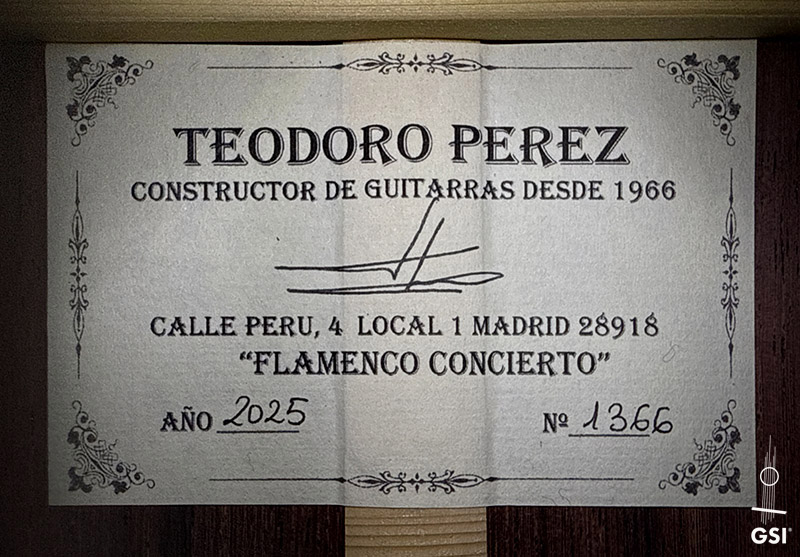 TEODORO PEREZ
CONSTRUCTOR DE GUITARRAS DESDE 1966
CALLE PERU, 4 LOCAL 1 MADRID 28918
“FLAMENCO CONCIERTO”
AÑO 2025 Nº 1366
GSI®